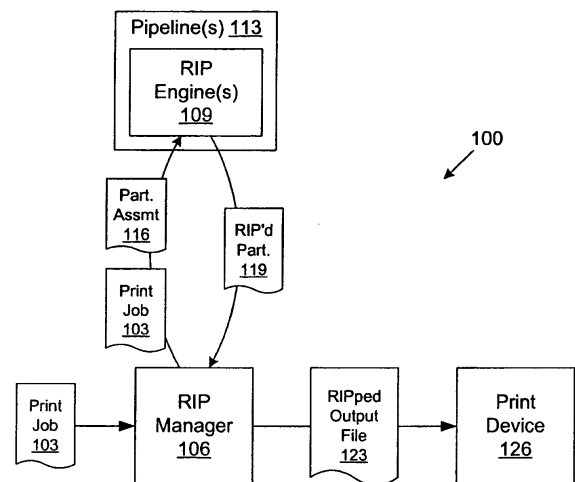 Pipeline(s) 113
RIP
Engine(s)
109
100
Part.
Assmt
116
RIP'd
Part.
119
Print
Job
103
Print
Job
103
RIP
Manager
106
RIPped
Output
File
123
Print
Device
126